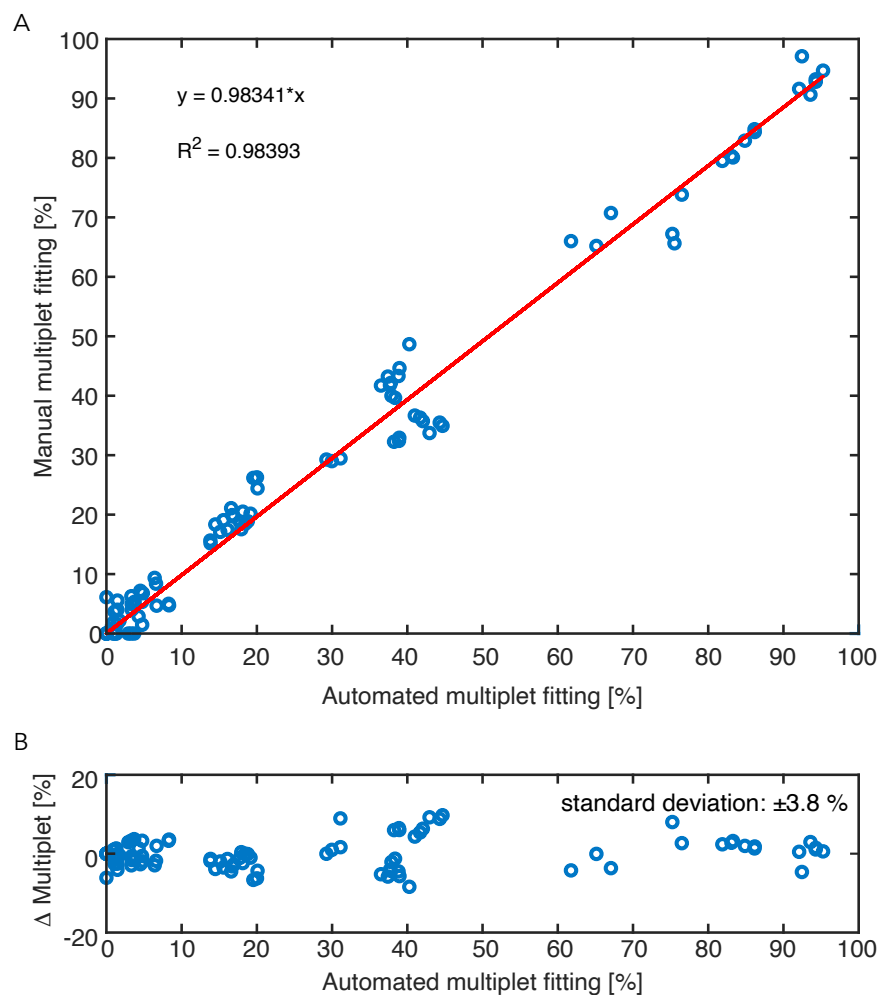 A
100
90
80
70
60
50
40
30
20
10
0
Manual multiplet fitting [%]
y = 0.98341*x
R² = 0.98393
0 10 20 30 40 50 60 70 80 90 100
Automated multiplet fitting [%]
B
20
0
-20
Δ Multiplet [%]
standard deviation: ±3.8 %
0 10 20 30 40 50 60 70 80 90 100
Automated multiplet fitting [%]